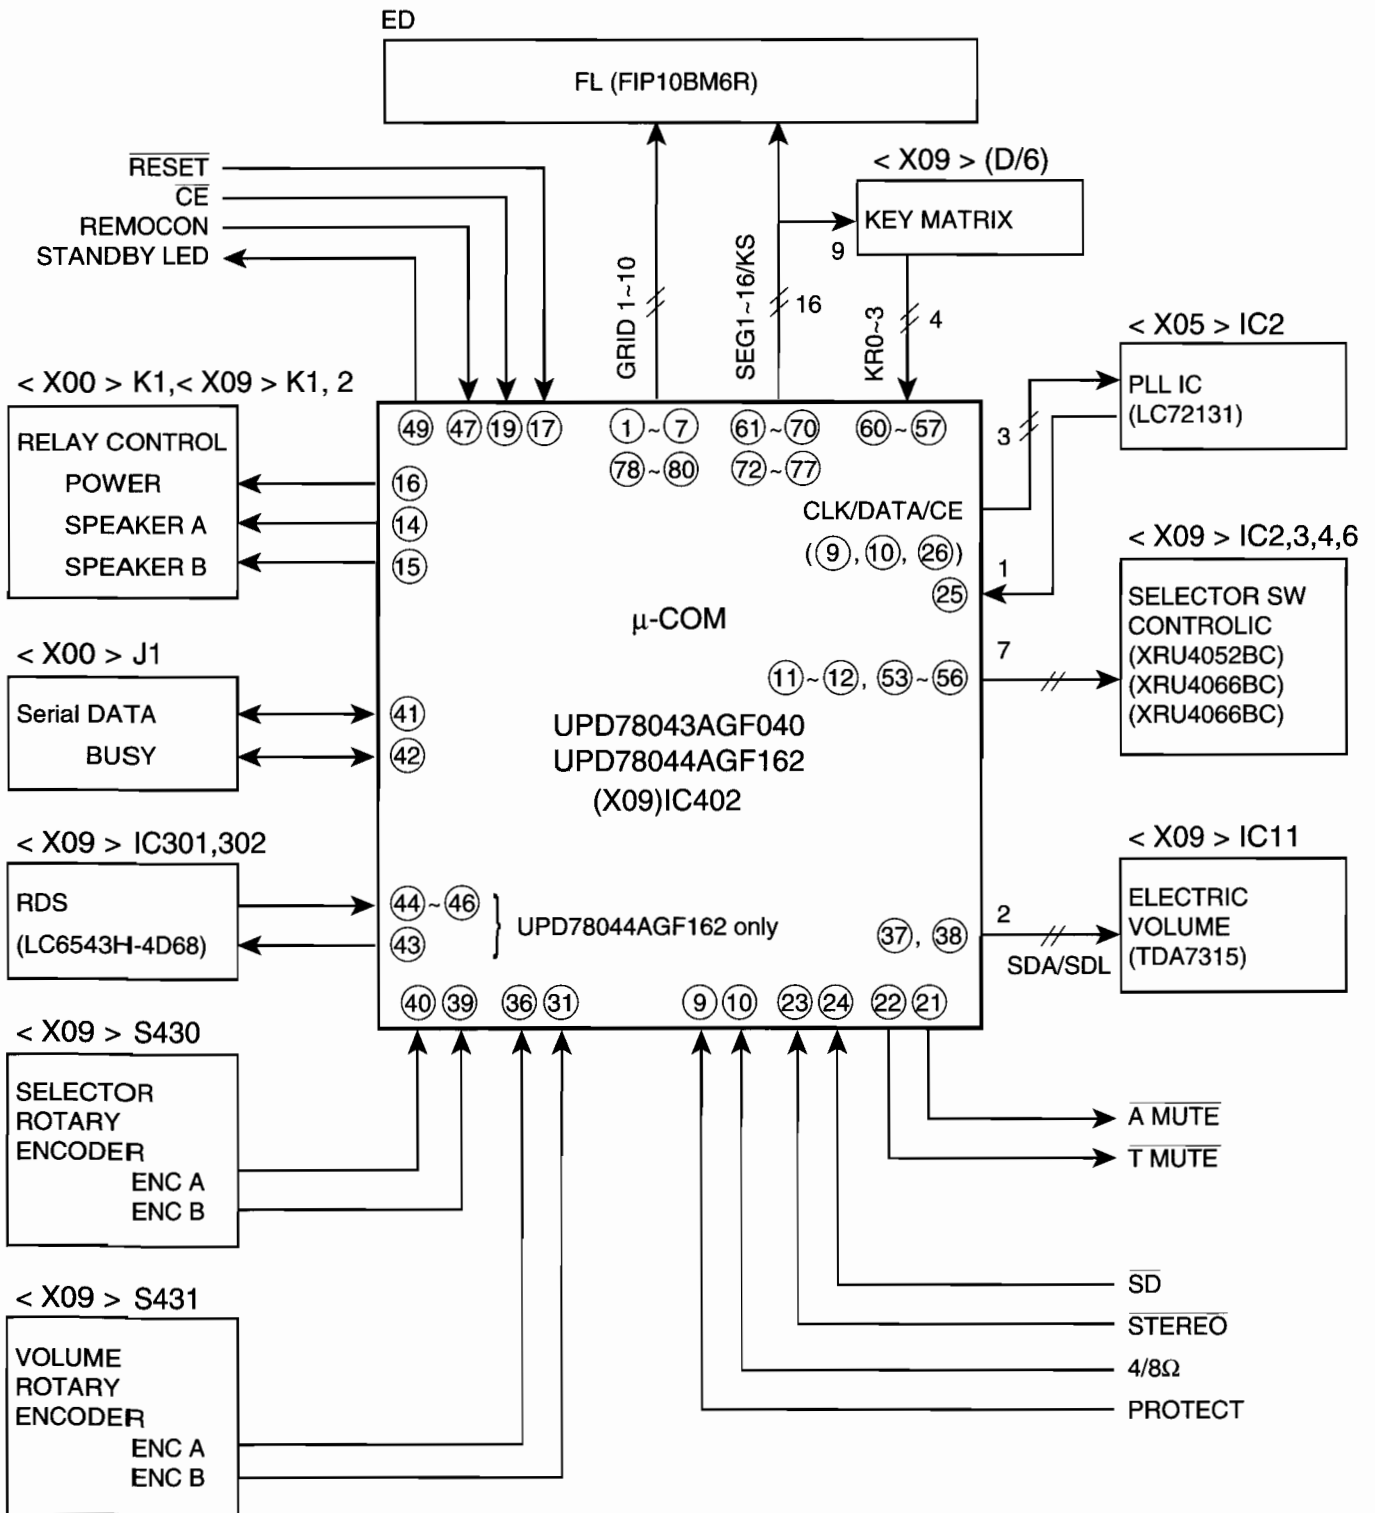 ED
FL (FIP10BM6R)
RESET
CE
REMOCON
STANDBY LED
< X09 > (D/6)
KEY MATRIX
9
GRID 1~10
SEG1~16/KS
16
KR0~3
4
< X00 > K1,< X09 > K1, 2
RELAY CONTROL
POWER
SPEAKER A
SPEAKER B
49 47 19 17
1 ~ 7
61 ~ 70
60 ~ 57
78 ~ 80
72 ~ 77
16
14
15
CLK/DATA/CE
(9, 10, 26)
25
3
1
< X05 > IC2
PLL IC
(LC72131)
μ-COM
11 ~ 12, 53 ~ 56
7
< X09 > IC2,3,4,6
SELECTOR SW
CONTROLIC
(XRU4052BC)
(XRU4066BC)
(XRU4066BC)
< X00 > J1
Serial DATA
BUSY
41
42
UPD78043AGF040
UPD78044AGF162
(X09)IC402
< X09 > IC301,302
RDS
(LC6543H-4D68)
44 ~ 46
43
} UPD78044AGF162 only
37, 38
2
SDA/SDL
< X09 > IC11
ELECTRIC
VOLUME
(TDA7315)
40 39 36 31 9 10 23 24 22 21
< X09 > S430
SELECTOR
ROTARY
ENCODER
ENC A
ENC B
A MUTE
T MUTE
< X09 > S431
VOLUME
ROTARY
ENCODER
ENC A
ENC B
SD
STEREO
4/8Ω
PROTECT